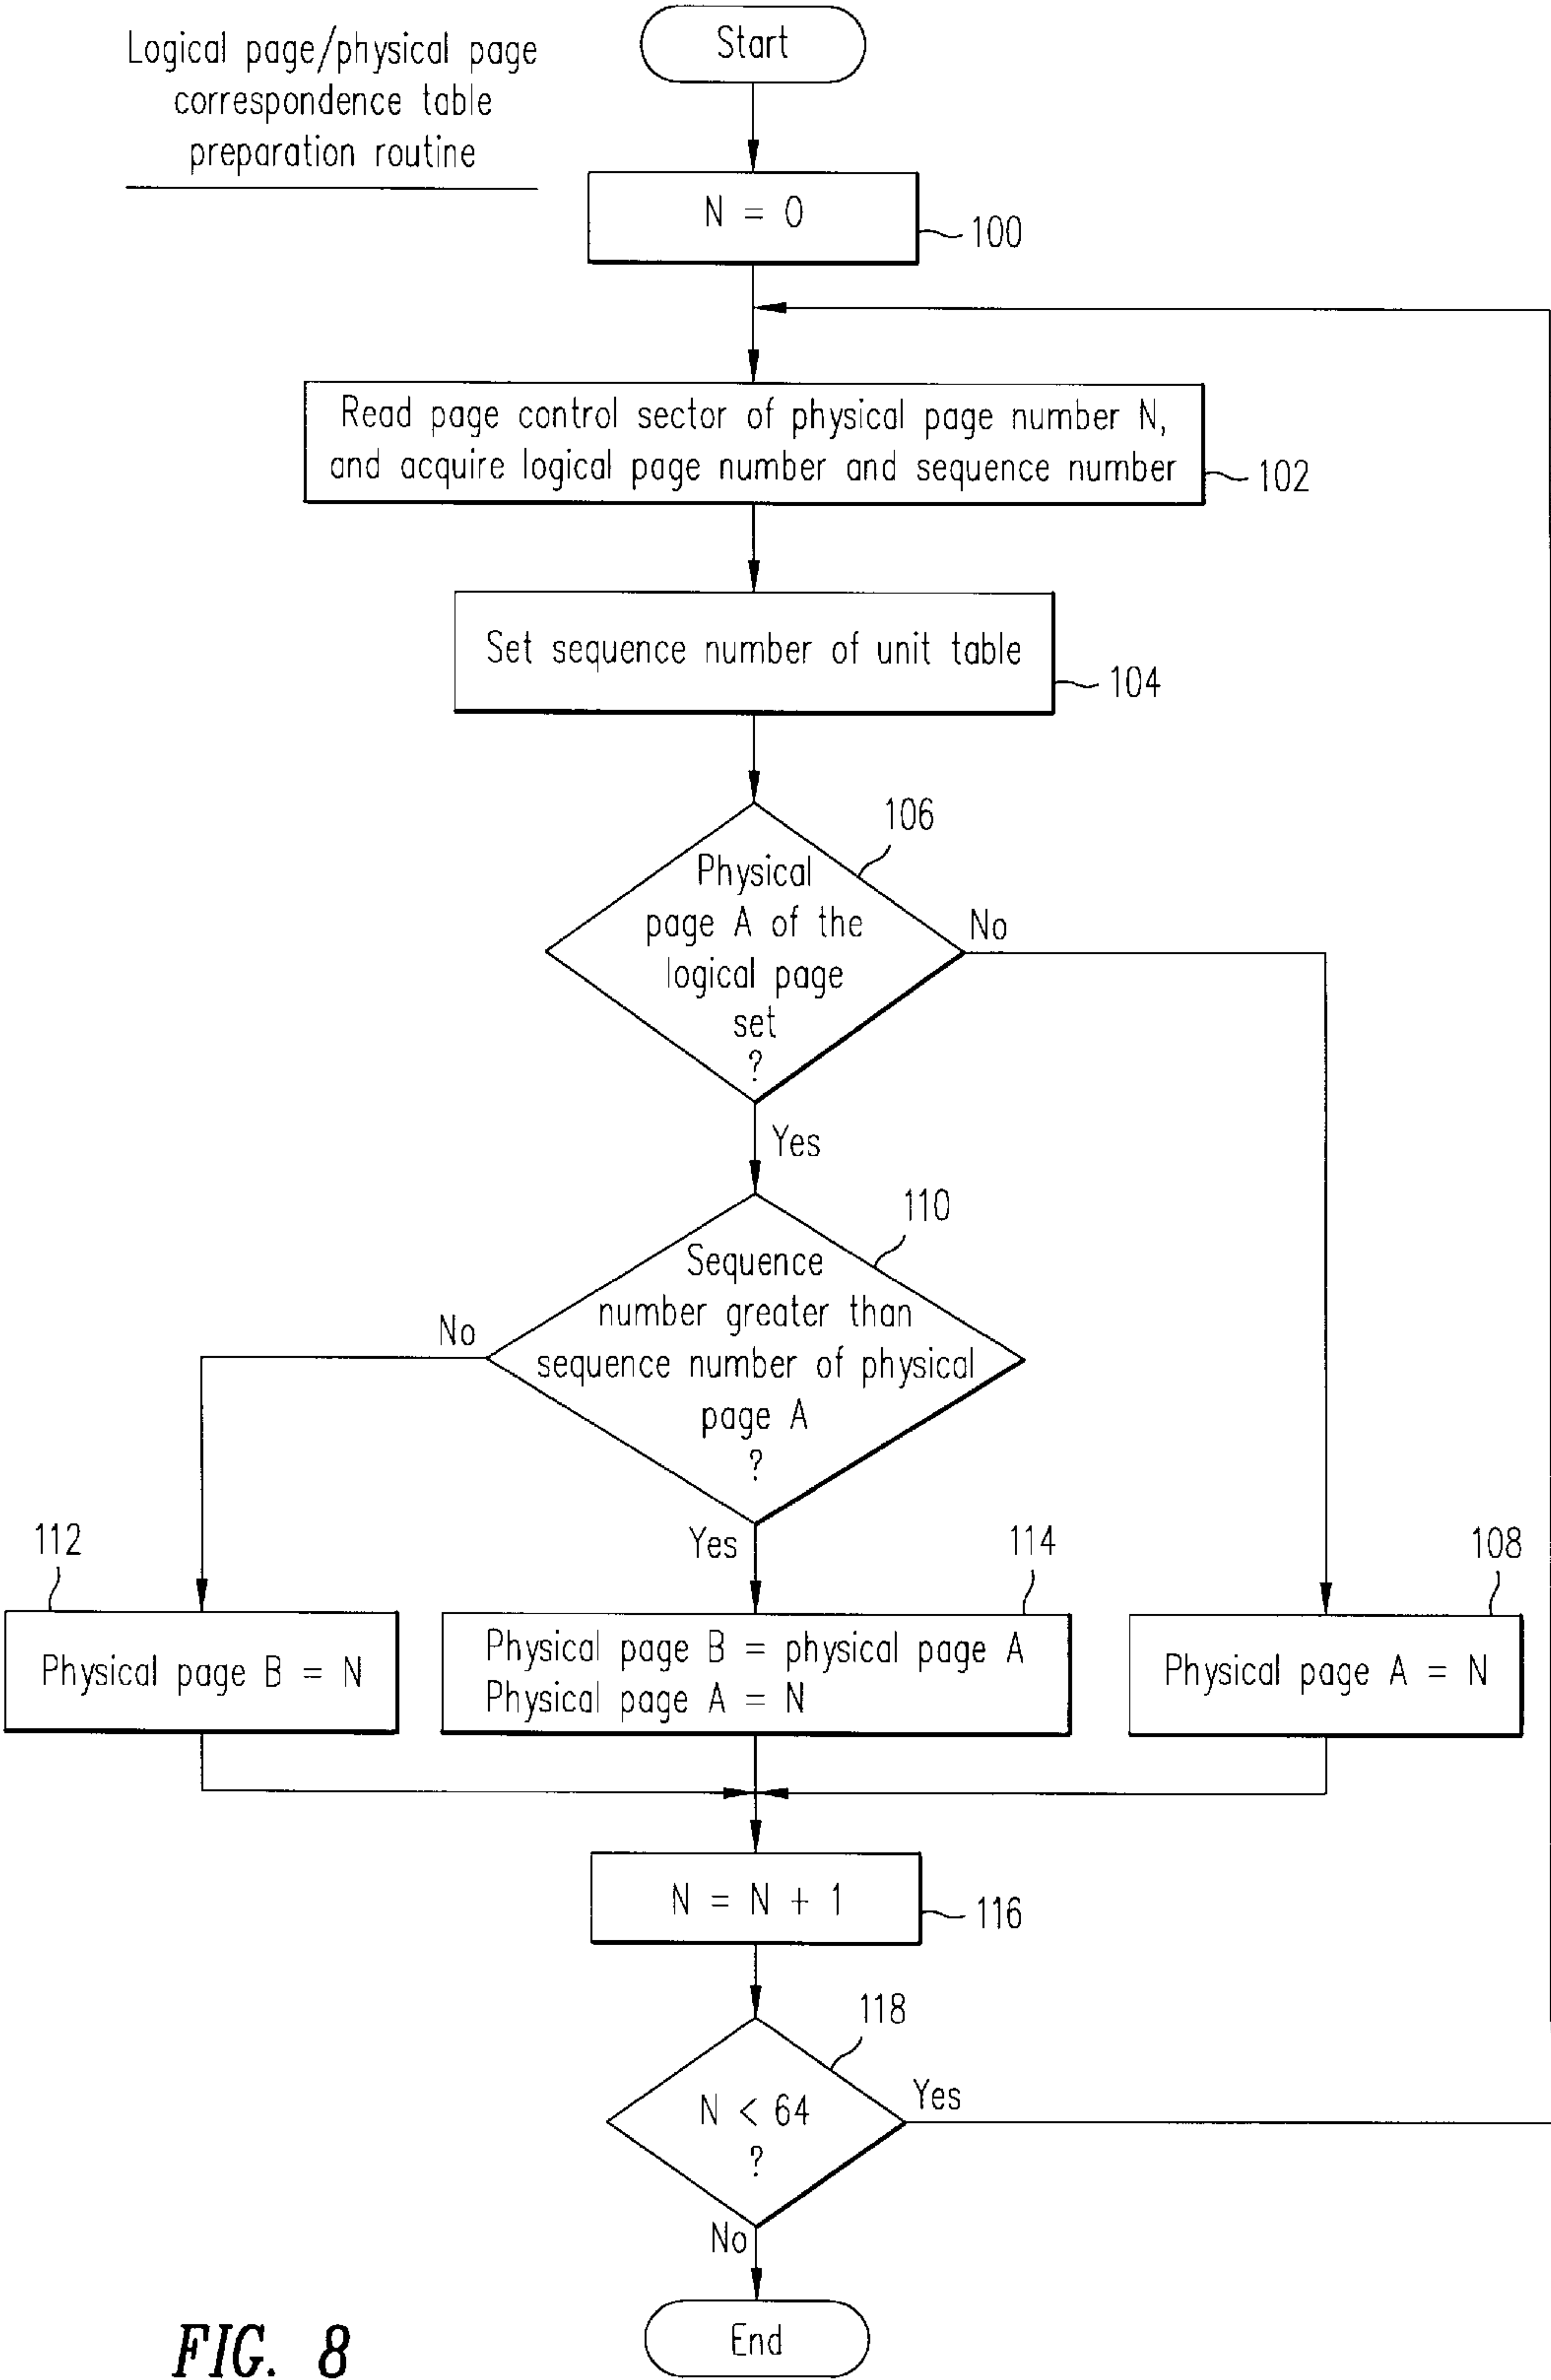 Logical page/physical page
correspondence table
preparation routine
Start
N = 0
100
Read page control sector of physical page number N,
and acquire logical page number and sequence number
102
Set sequence number of unit table
104
106
Physical
page A of the
logical page
set
?
No
Yes
110
Sequence
number greater than
sequence number of physical
page A
?
No
Yes
112
Physical page B = N
114
Physical page B = physical page A
Physical page A = N
108
Physical page A = N
N = N + 1
116
118
N < 64
?
Yes
No
End
FIG. 8